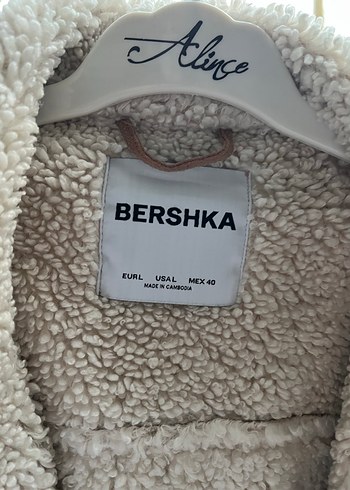 Alince
BERSHKA
EUR L USA L MEX 40
MADE IN CAMBODIA